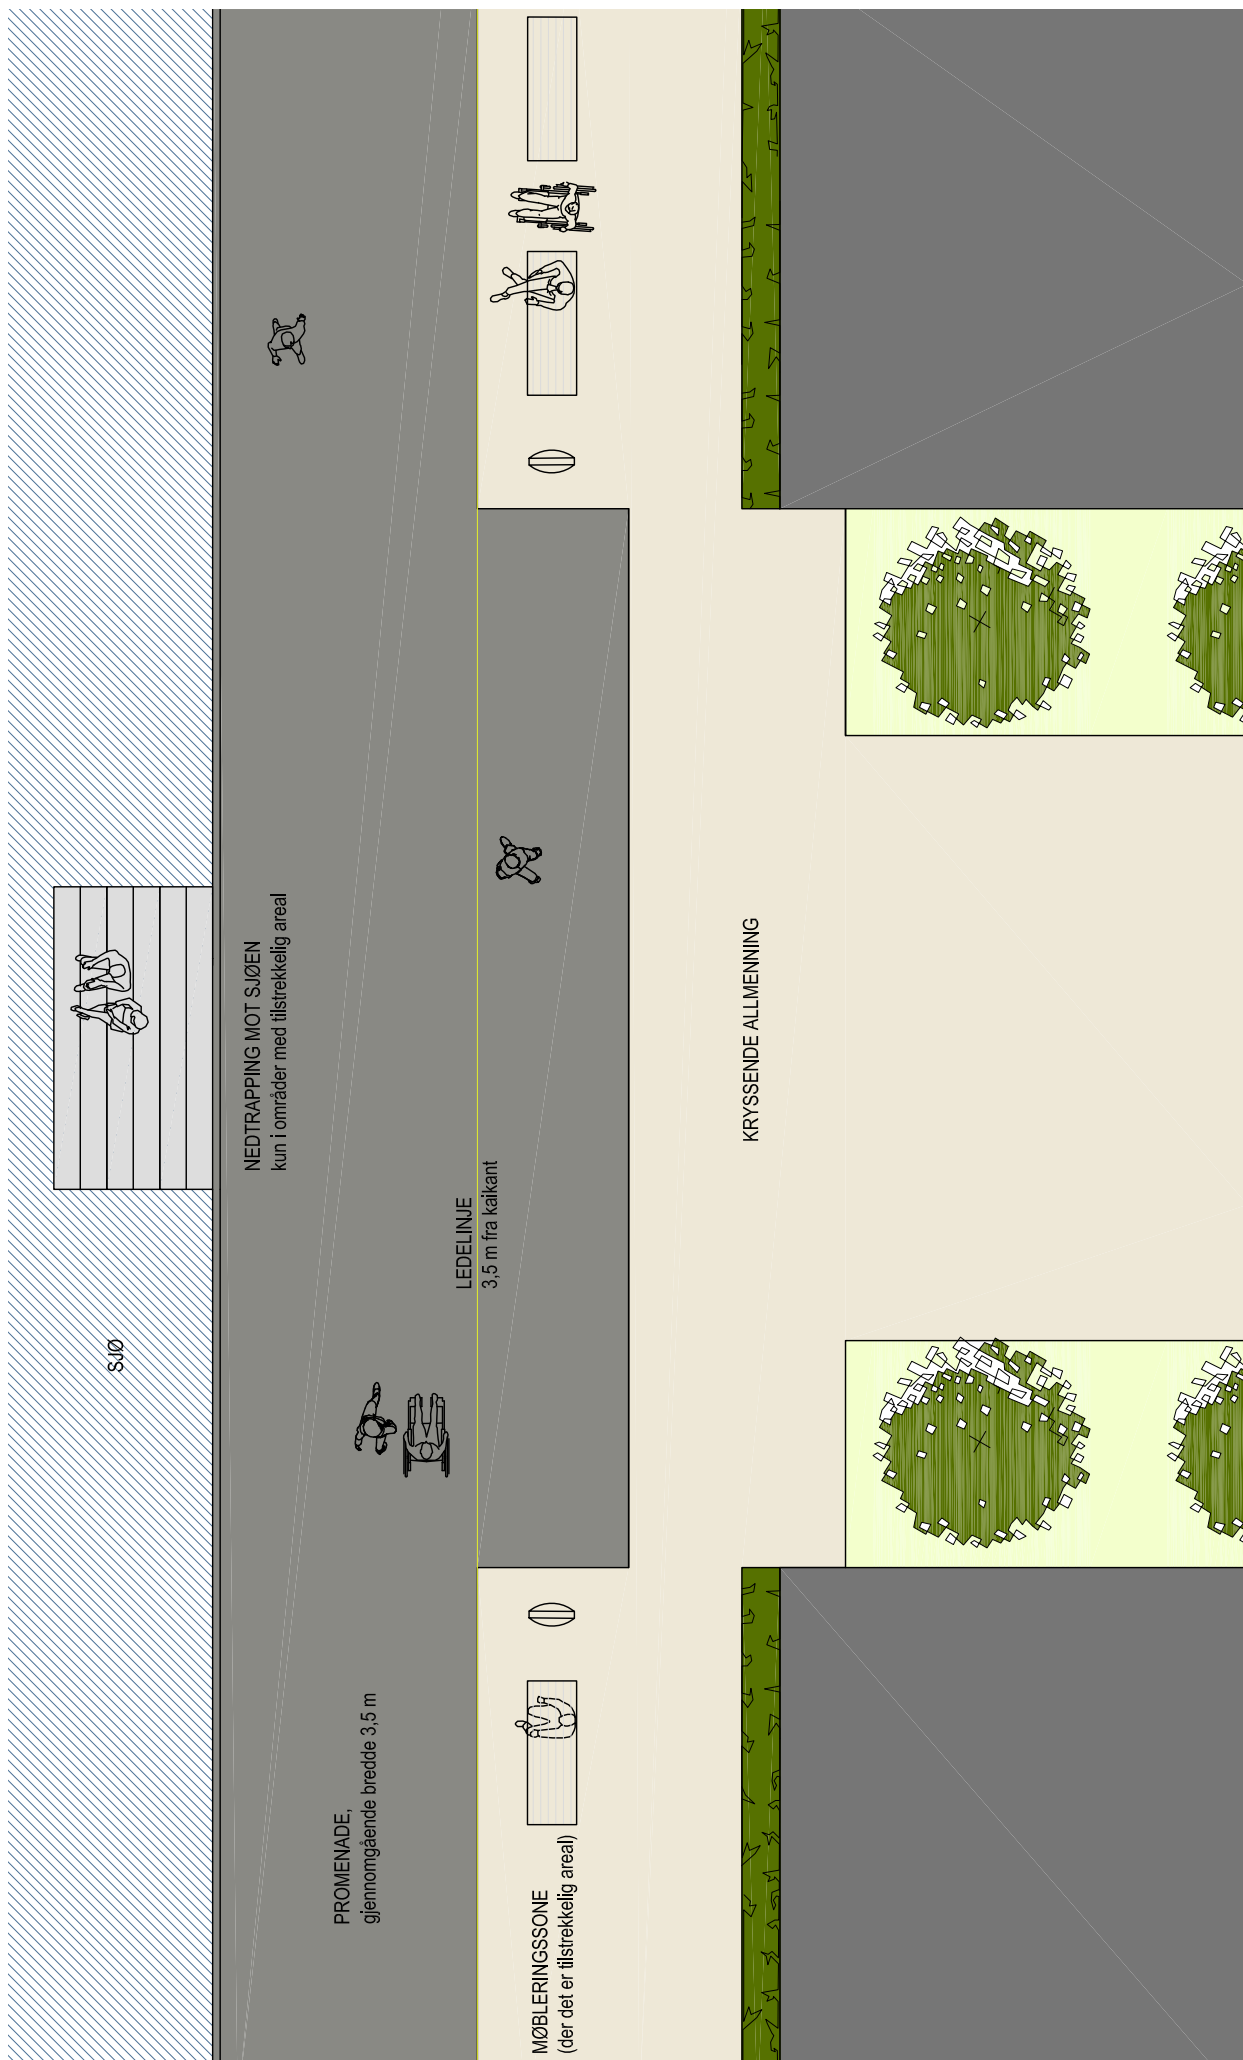 SJØ
NEDTRAPPING MOT SJØEN
kun i områder med tilstrekkelig areal
PROMENADE,
gjennomgående bredde 3,5 m
LEDELINJE
3,5 m fra kaikant
MØBLERINGSSONE
(der det er tilstrekkelig areal)
KRYSSENDE ALLMENNING